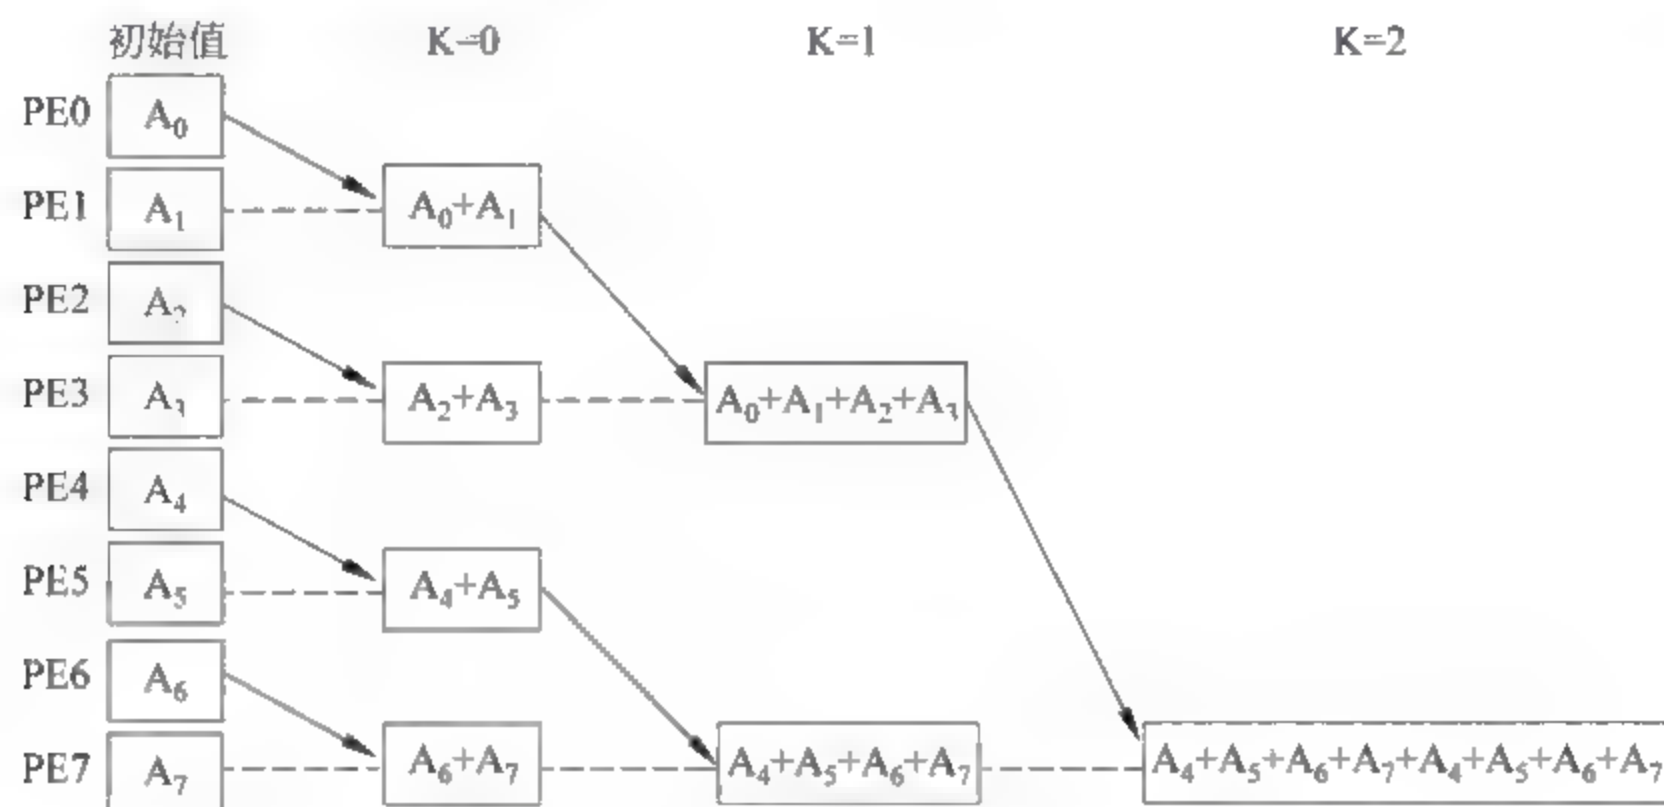 初始值 K=0 K=1 K=2
PE0 A₀
PE1 A₁ A₀+A₁
PE2 A₂
PE3 A₃ A₂+A₃ A₀+A₁+A₂+A₃
PE4 A₄
PE5 A₅ A₄+A₅
PE6 A₆
PE7 A₇ A₆+A₇ A₄+A₅+A₆+A₇ A₄+A₅+A₆+A₇+A₄+A₅+A₆+A₇